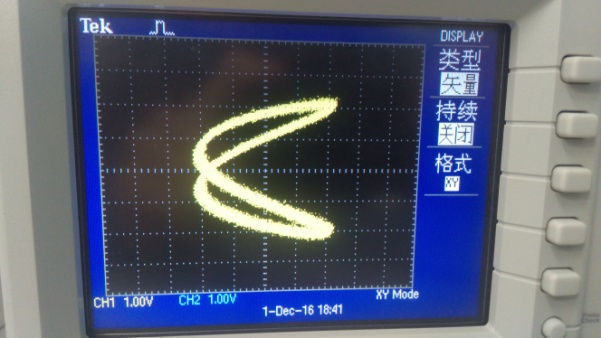 Tek
DISPLAY
类型
矢量
持续
关闭
格式
XY
CH1 1.00V
CH2 1.00V
XY Mode
1-Dec-16 18:41